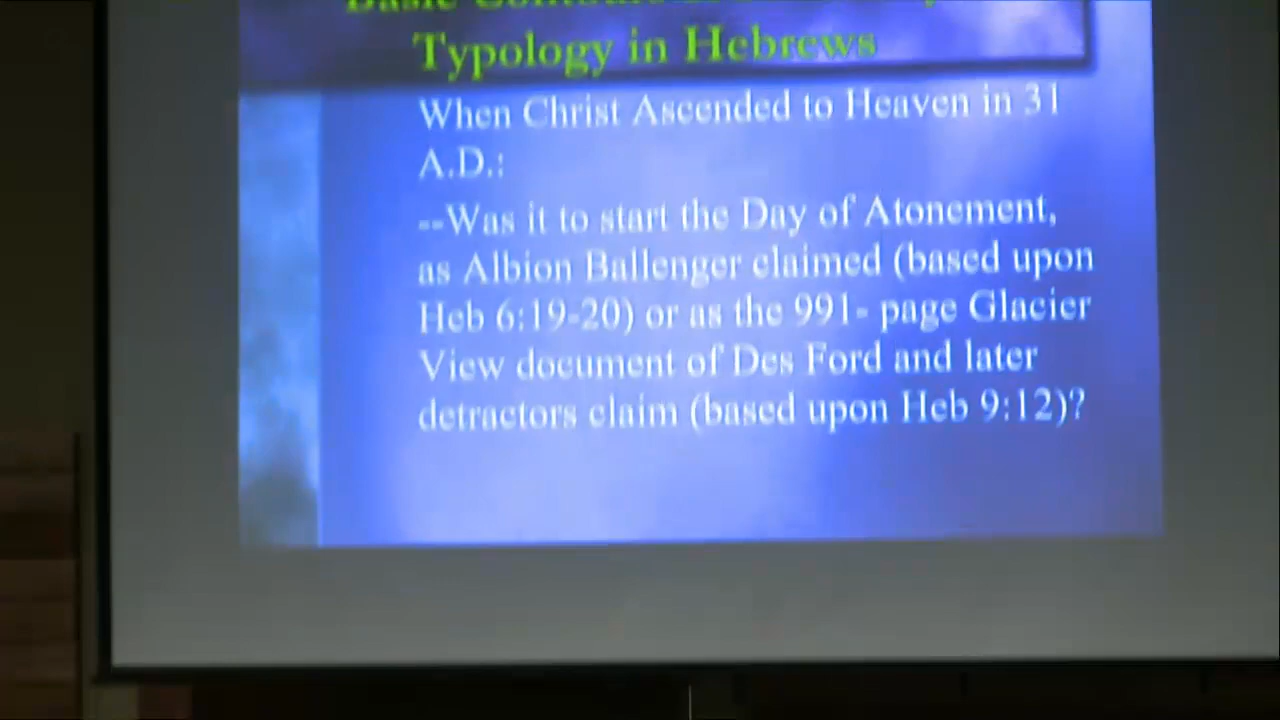 Basic
Typology in Hebrews
When Christ Ascended to Heaven in 31
A.D.:
--Was it to start the Day of Atonement,
as Albion Ballenger claimed (based upon
Heb 6:19-20) or as the 991- page Glacier
View document of Des Ford and later
detractors claim (based upon Heb 9:12)?